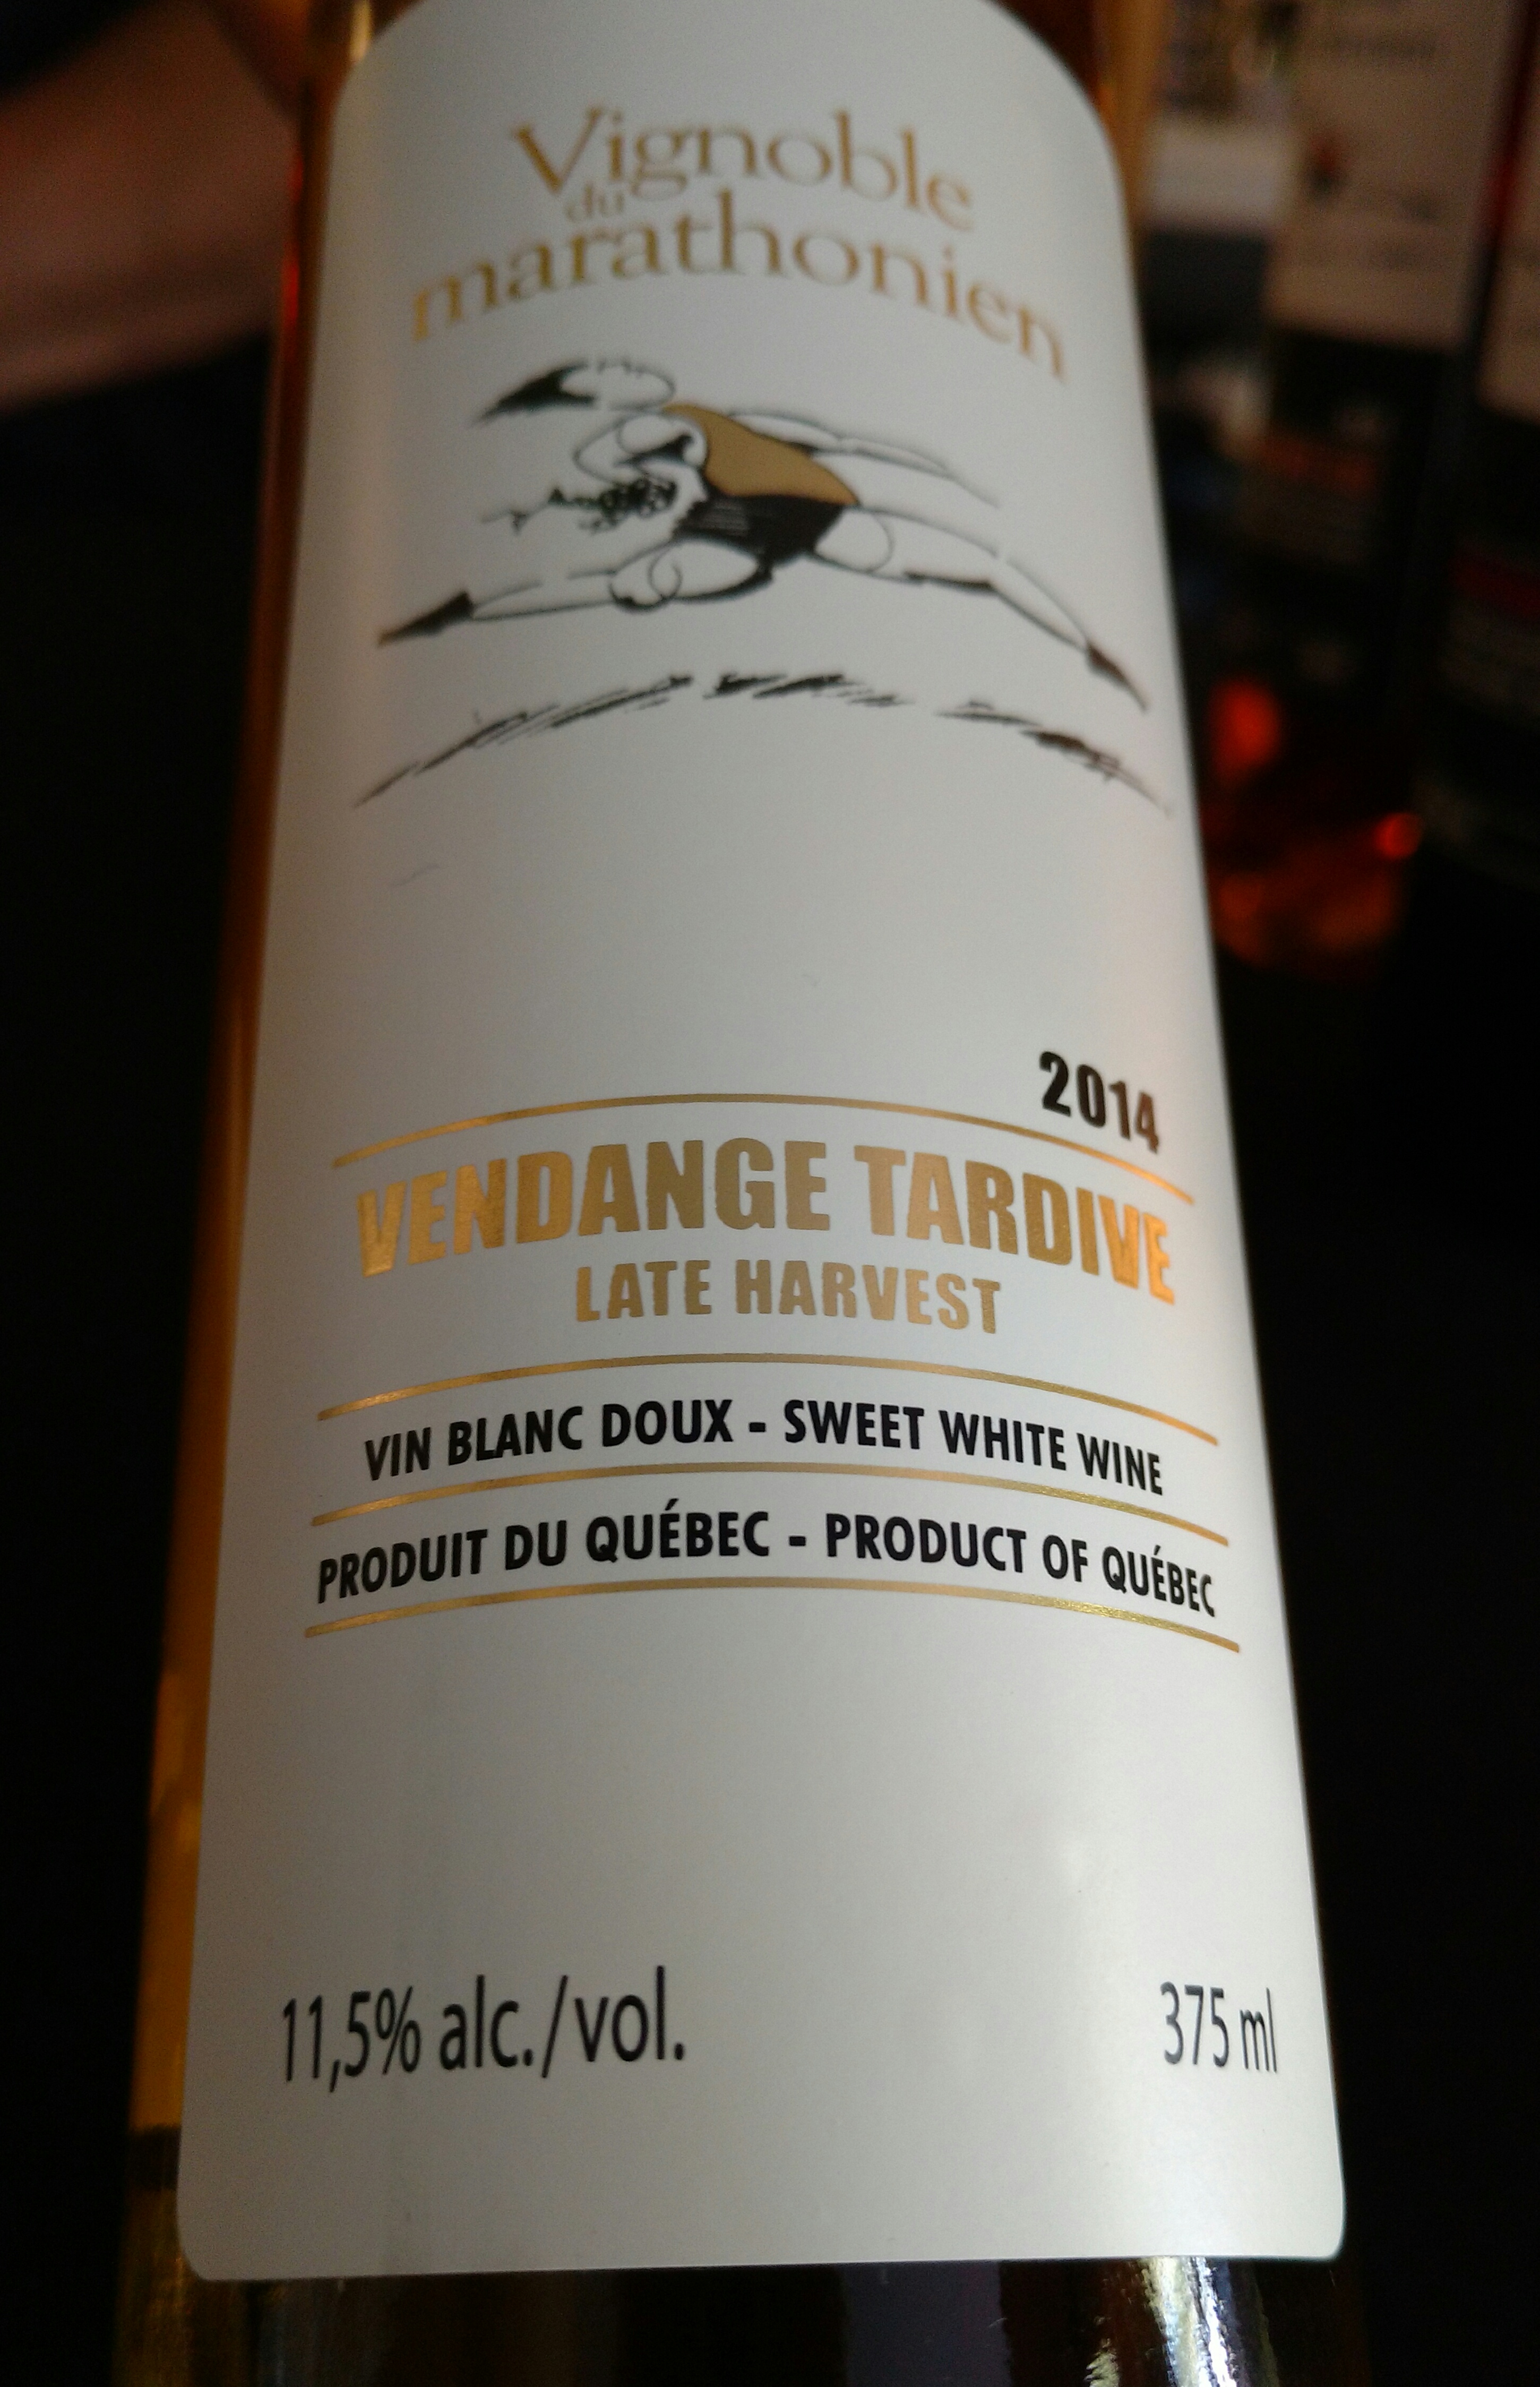 Vignoble
du
marathonien
2014
VENDANGE TARDIVE
LATE HARVEST
VIN BLANC DOUX - SWEET WHITE WINE
PRODUIT DU QUÉBEC - PRODUCT OF QUÉBEC
11,5% alc./vol. 375 ml